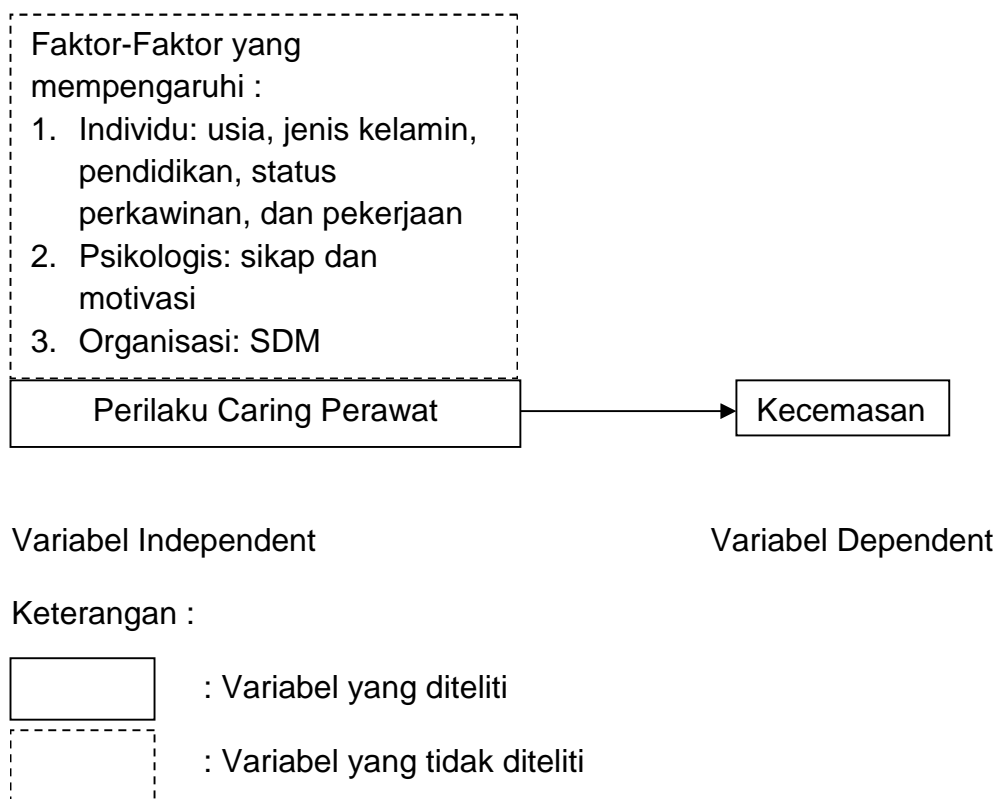 Faktor-Faktor yang
mempengaruhi :
1. Individu: usia, jenis kelamin,
pendidikan, status
perkawinan, dan pekerjaan
2. Psikologis: sikap dan
motivasi
3. Organisasi: SDM
Perilaku Caring Perawat
Kecemasan
Variabel Independent
Variabel Dependent
Keterangan :
: Variabel yang diteliti
: Variabel yang tidak diteliti